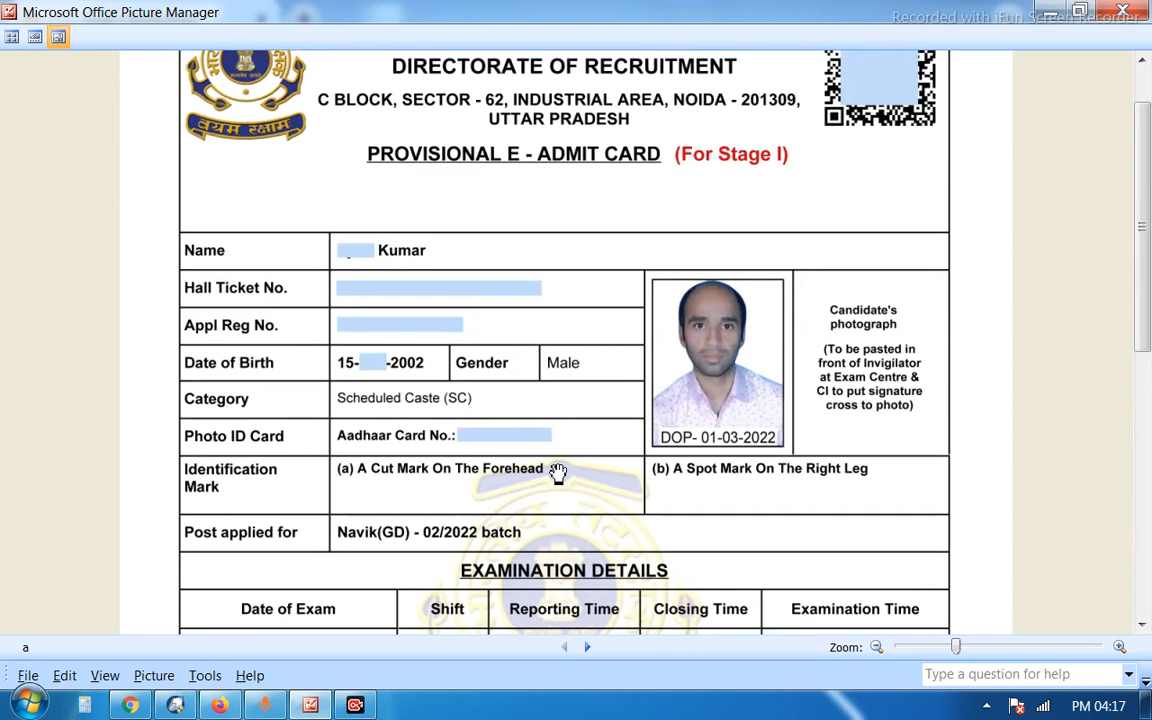 Microsoft Office Picture Manager
Recorded with iFun Screen Recorder
DIRECTORATE OF RECRUITMENT
C BLOCK, SECTOR - 62, INDUSTRIAL AREA, NOIDA - 201309,
UTTAR PRADESH
वयम रक्षामः
PROVISIONAL E - ADMIT CARD (For Stage I)
Name Kumar
Hall Ticket No.
Appl Reg No.
Date of Birth 15- -2002 Gender Male
Category Scheduled Caste (SC)
Photo ID Card Aadhaar Card No.:
DOP- 01-03-2022
Candidate's
photograph
(To be pasted in
front of Invigilator
at Exam Centre &
CI to put signature
cross to photo)
Identification
Mark
(a) A Cut Mark On The Forehead
(b) A Spot Mark On The Right Leg
Post applied for Navik(GD) - 02/2022 batch
EXAMINATION DETAILS
Date of Exam Shift Reporting Time Closing Time Examination Time
a
Zoom:
File Edit View Picture Tools Help
Type a question for help
PM 04:17